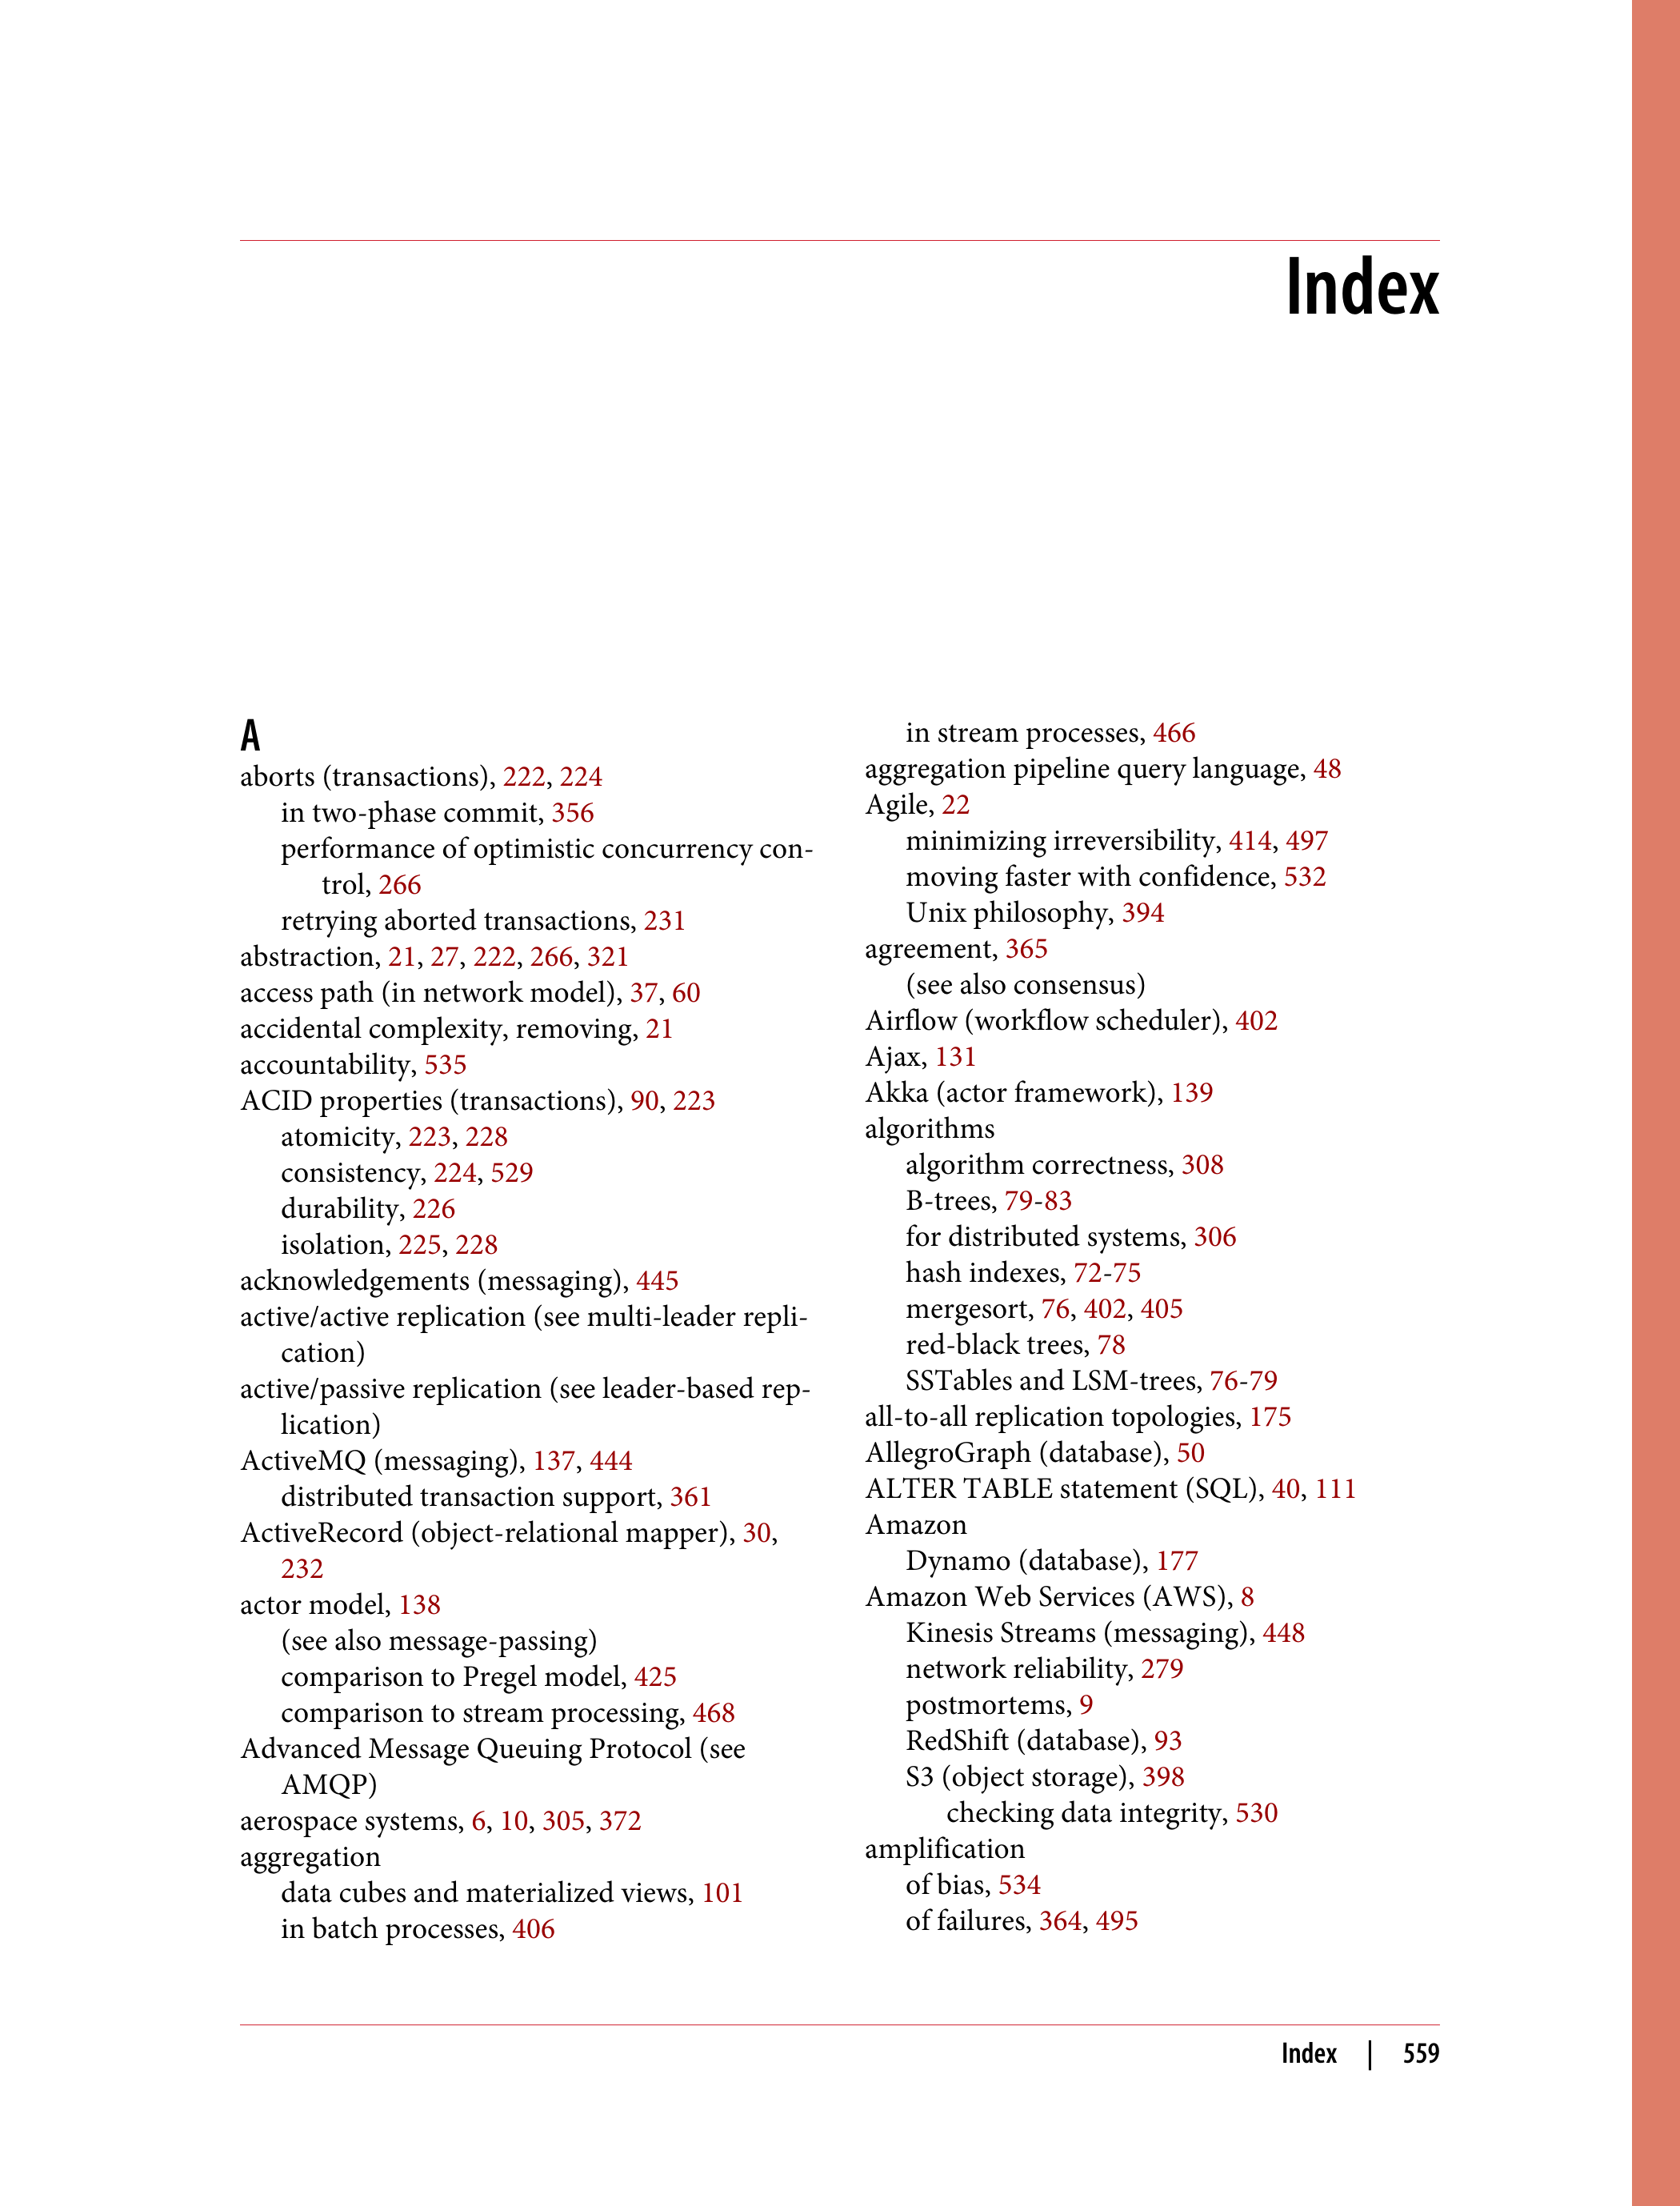 Index
A
aborts (transactions), 222, 224
in two-phase commit, 356
performance of optimistic concurrency con-
trol, 266
retrying aborted transactions, 231
abstraction, 21, 27, 222, 266, 321
access path (in network model), 37, 60
accidental complexity, removing, 21
accountability, 535
ACID properties (transactions), 90, 223
atomicity, 223, 228
consistency, 224, 529
durability, 226
isolation, 225, 228
acknowledgements (messaging), 445
active/active replication (see multi-leader repli-
cation)
active/passive replication (see leader-based rep-
lication)
ActiveMQ (messaging), 137, 444
distributed transaction support, 361
ActiveRecord (object-relational mapper), 30,
232
actor model, 138
(see also message-passing)
comparison to Pregel model, 425
comparison to stream processing, 468
Advanced Message Queuing Protocol (see
AMQP)
aerospace systems, 6, 10, 305, 372
aggregation
data cubes and materialized views, 101
in batch processes, 406
in stream processes, 466
aggregation pipeline query language, 48
Agile, 22
minimizing irreversibility, 414, 497
moving faster with confidence, 532
Unix philosophy, 394
agreement, 365
(see also consensus)
Airflow (workflow scheduler), 402
Ajax, 131
Akka (actor framework), 139
algorithms
algorithm correctness, 308
B-trees, 79-83
for distributed systems, 306
hash indexes, 72-75
mergesort, 76, 402, 405
red-black trees, 78
SSTables and LSM-trees, 76-79
all-to-all replication topologies, 175
AllegroGraph (database), 50
ALTER TABLE statement (SQL), 40, 111
Amazon
Dynamo (database), 177
Amazon Web Services (AWS), 8
Kinesis Streams (messaging), 448
network reliability, 279
postmortems, 9
RedShift (database), 93
S3 (object storage), 398
checking data integrity, 530
amplification
of bias, 534
of failures, 364, 495
Index | 559